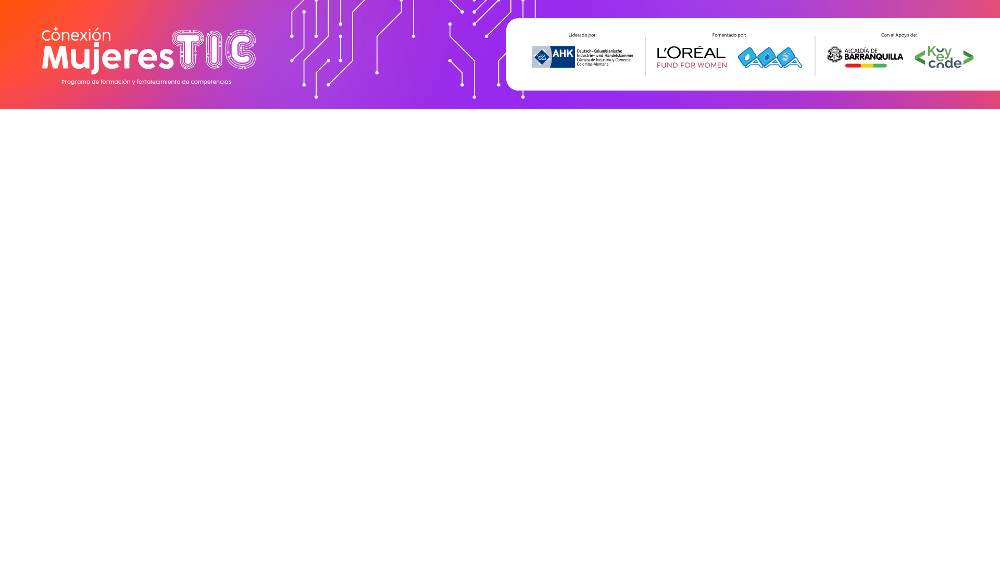 Conexión
MujeresTIC
Programa de formación y fortalecimiento de competencias
Liderado por:
AHK
Deutsch-Kolumbianische
Industrie- und Handelskammer
Cámara de Industria y Comercio
Colombo-Alemana
Fomentado por:
L'ORÉAL
FUND FOR WOMEN
AAA
Con el Apoyo de:
ALCALDÍA DE
BARRANQUILLA
<Key
code>